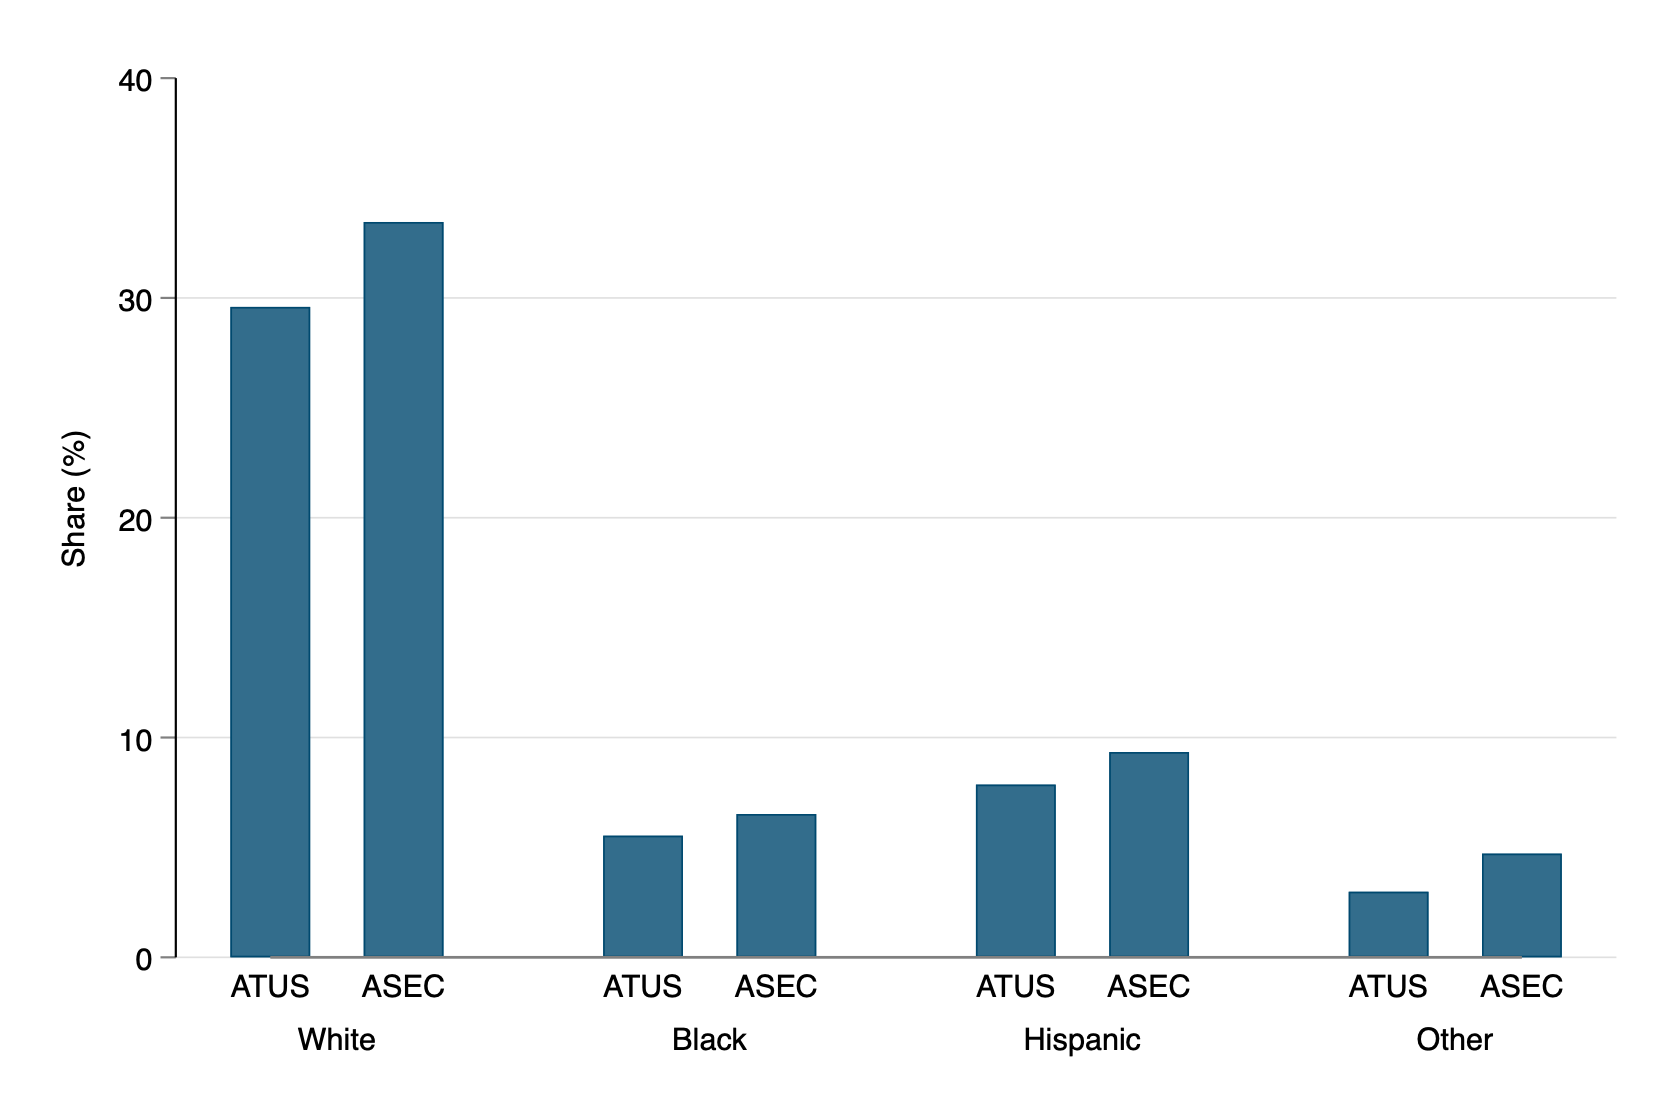 40
30
20
10
0
Share (%)
ATUS ASEC ATUS ASEC ATUS ASEC ATUS ASEC
White Black Hispanic Other